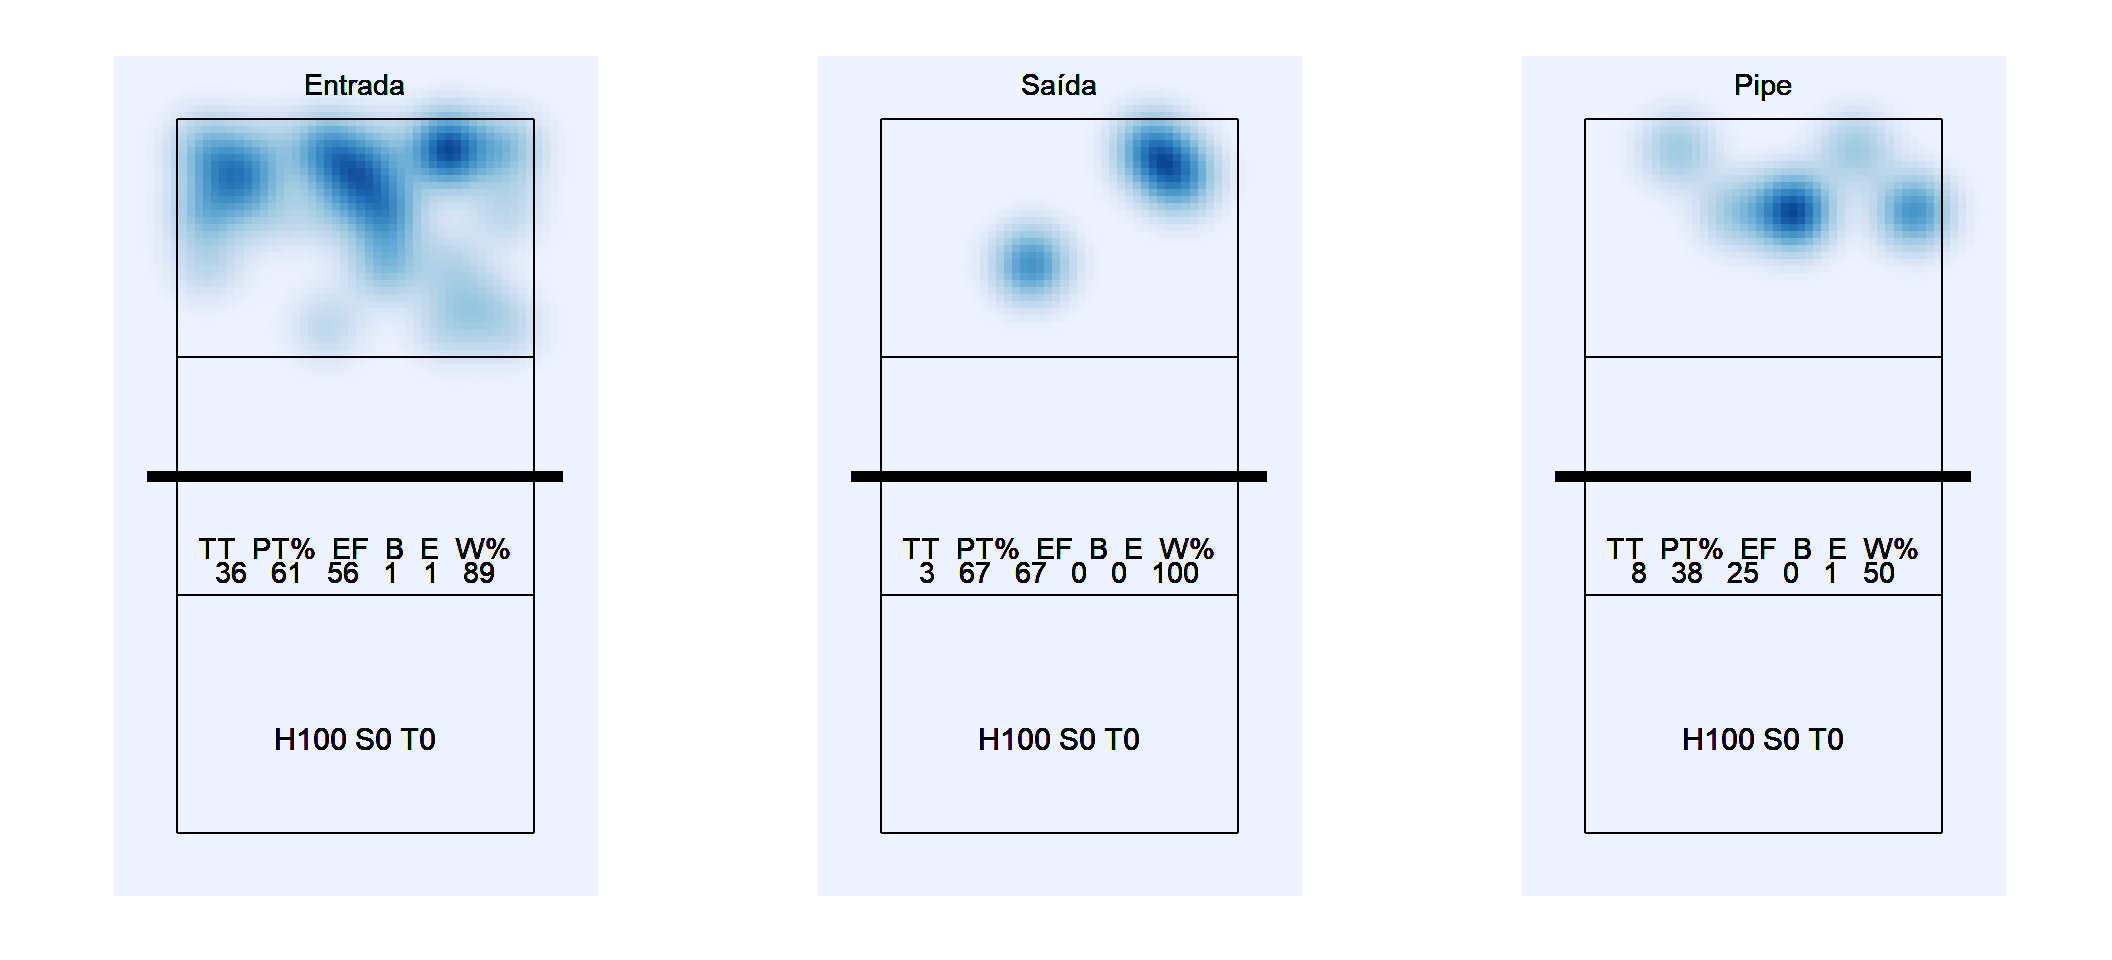 Entrada
TT PT% EF B E W%
36 61 56 1 1 89
H100 S0 T0
Saída
TT PT% EF B E W%
3 67 67 0 0 100
H100 S0 T0
Pipe
TT PT% EF B E W%
8 38 25 0 1 50
H100 S0 T0